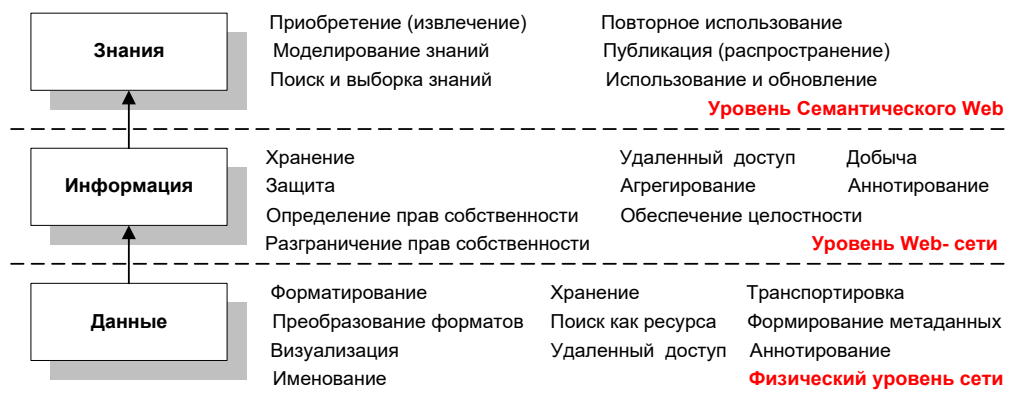 Знания
Приобретение (извлечение) Повторное использование
Моделирование знаний Публикация (распространение)
Поиск и выборка знаний Использование и обновление
Уровень Семантического Web
Информация
Хранение Удаленный доступ Добыча
Защита Агрегирование Аннотирование
Определение прав собственности Обеспечение целостности
Разграничение прав собственности Уровень Web- сети
Данные
Форматирование Хранение Транспортировка
Преобразование форматов Поиск как ресурса Формирование метаданных
Визуализация Удаленный доступ Аннотирование
Именование Физический уровень сети